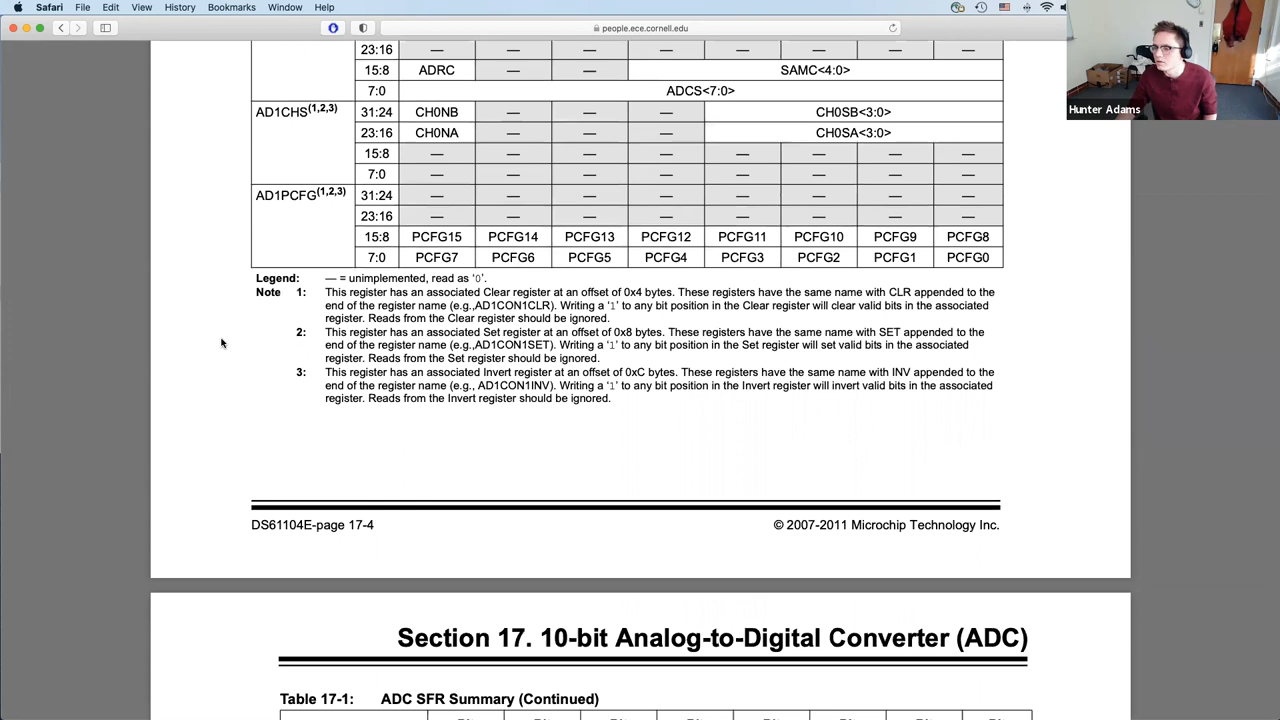 Safari File Edit View History Bookmarks Window Help
people.ece.cornell.edu
Hunter Adams
23:16 — — — — — — — —
15:8 ADRC — — SAMC<4:0>
7:0 ADCS<7:0>
AD1CHS(1,2,3) 31:24 CH0NB — — — CH0SB<3:0>
23:16 CH0NA — — — CH0SA<3:0>
15:8 — — — — — — — —
7:0 — — — — — — — —
AD1PCFG(1,2,3) 31:24 — — — — — — — —
23:16 — — — — — — — —
15:8 PCFG15 PCFG14 PCFG13 PCFG12 PCFG11 PCFG10 PCFG9 PCFG8
7:0 PCFG7 PCFG6 PCFG5 PCFG4 PCFG3 PCFG2 PCFG1 PCFG0
Legend: — = unimplemented, read as '0'.
Note 1: This register has an associated Clear register at an offset of 0x4 bytes. These registers have the same name with CLR appended to the
end of the register name (e.g.,AD1CON1CLR). Writing a '1' to any bit position in the Clear register will clear valid bits in the associated
register. Reads from the Clear register should be ignored.
2: This register has an associated Set register at an offset of 0x8 bytes. These registers have the same name with SET appended to the
end of the register name (e.g.,AD1CON1SET). Writing a '1' to any bit position in the Set register will set valid bits in the associated
register. Reads from the Set register should be ignored.
3: This register has an associated Invert register at an offset of 0xC bytes. These registers have the same name with INV appended to the
end of the register name (e.g., AD1CON1INV). Writing a '1' to any bit position in the Invert register will invert valid bits in the associated
register. Reads from the Invert register should be ignored.
DS61104E-page 17-4 © 2007-2011 Microchip Technology Inc.
Section 17. 10-bit Analog-to-Digital Converter (ADC)
Table 17-1: ADC SFR Summary (Continued)
Bit Bit Bit Bit Bit Bit Bit Bit